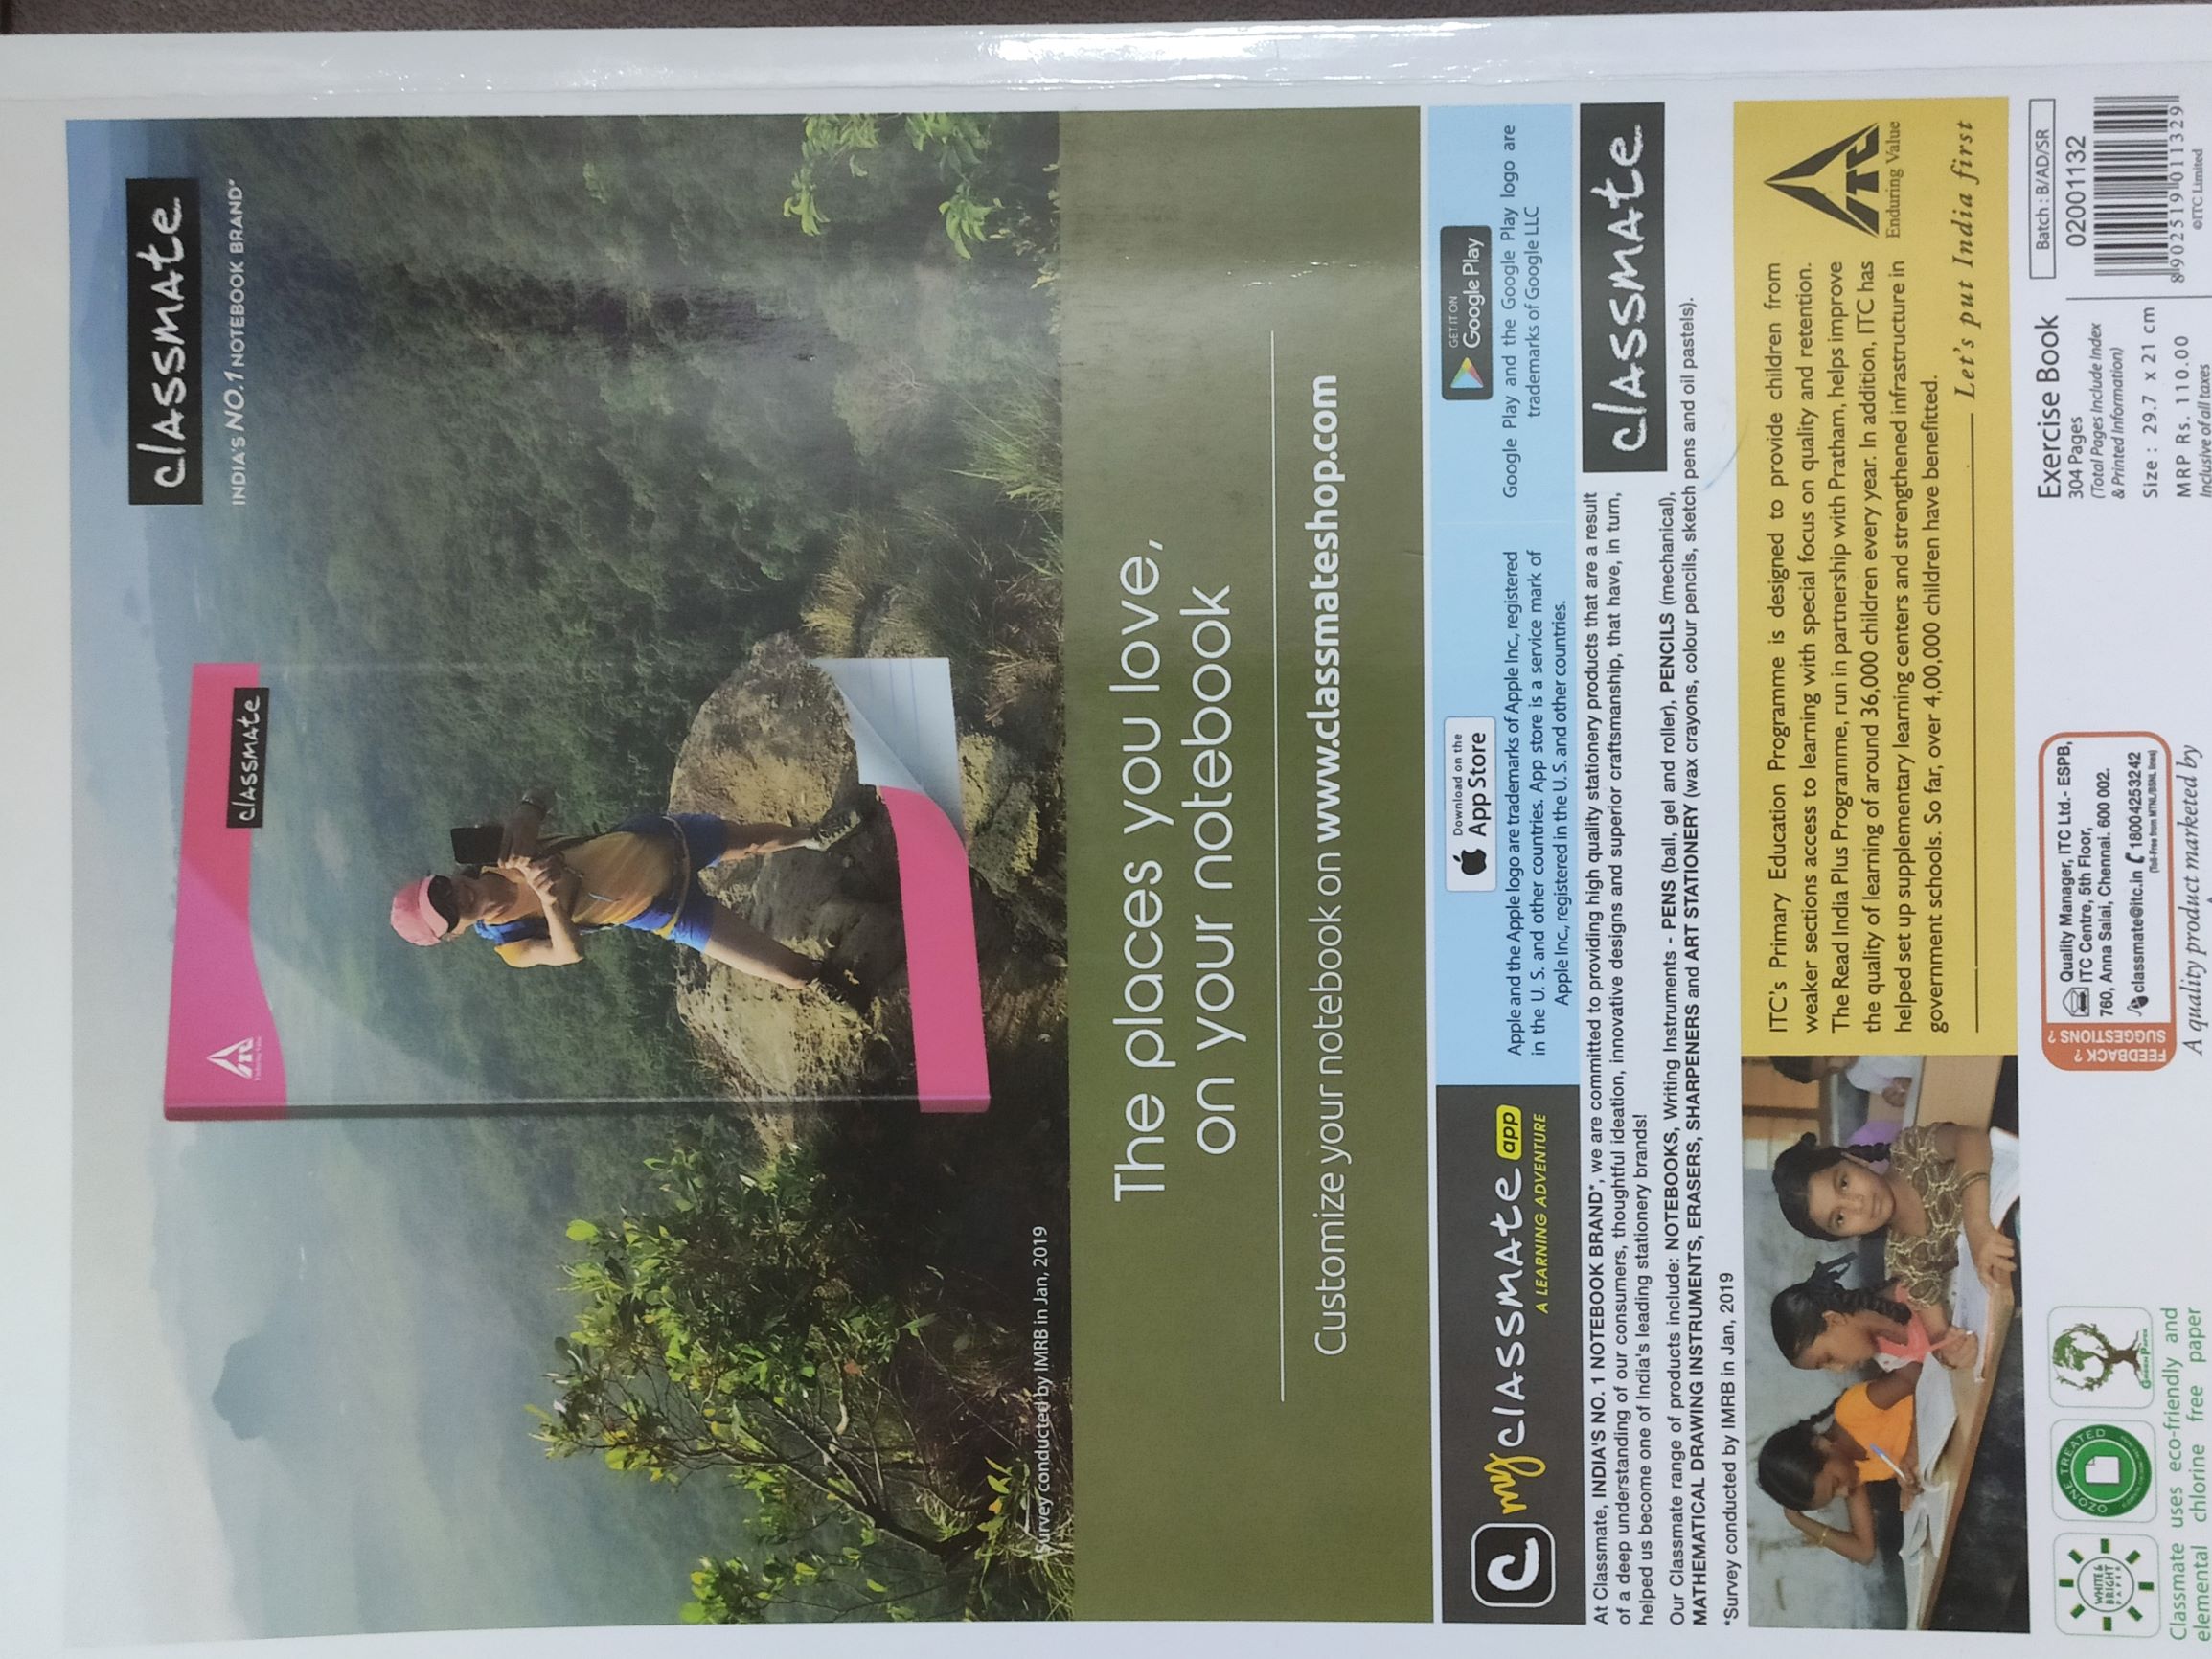 classmate
INDIA'S NO.1 NOTEBOOK BRAND*
ITC
Enduring Value
classmate
*Survey conducted by IMRB in Jan, 2019
The places you love,
on your notebook
Customize your notebook on www.classmateshop.com
C my classmate app
A LEARNING ADVENTURE
Download on the
App Store
Apple and the Apple logo are trademarks of Apple Inc., registered
in the U. S. and other countries. App store is a service mark of
Apple Inc., registered in the U. S. and other countries.
GET IT ON
Google Play
Google Play and the Google Play logo are
trademarks of Google LLC
At Classmate, INDIA'S NO. 1 NOTEBOOK BRAND*, we are committed to providing high quality stationery products that are a result
of a deep understanding of our consumers, thoughtful ideation, innovative designs and superior craftsmanship, that have, in turn,
helped us become one of India's leading stationery brands!
classmate
Our Classmate range of products include: NOTEBOOKS, Writing Instruments - PENS (ball, gel and roller), PENCILS (mechanical),
MATHEMATICAL DRAWING INSTRUMENTS, ERASERS, SHARPENERS and ART STATIONERY (wax crayons, colour pencils, sketch pens and oil pastels).
*Survey conducted by IMRB in Jan, 2019
ITC's Primary Education Programme is designed to provide children from
weaker sections access to learning with special focus on quality and retention.
The Read India Plus Programme, run in partnership with Pratham, helps improve
the quality of learning of around 36,000 children every year. In addition, ITC has
helped set up supplementary learning centers and strengthened infrastructure in
government schools. So far, over 4,00,000 children have benefitted.
Let's put India first
ITC
Enduring Value
WHITE &
BRIGHT
PAPER
OZONE TREATED
GREEN PAPER
Classmate uses eco-friendly and
elemental chlorine free paper
FEEDBACK ?
SUGGESTIONS ?
Quality Manager, ITC Ltd.- ESPB,
ITC Centre, 5th Floor,
760, Anna Salai, Chennai. 600 002.
classmate@itc.in 18004253242
(Toll-Free from MTNL/BSNL lines)
A quality product marketed by
Exercise Book
304 Pages
(Total Pages Include Index
& Printed Information)
Size : 29.7 x 21 cm
MRP Rs. 110.00
Inclusive of all taxes
Batch : B/AD/SR
02001132
8 902519 011329
©ITC Limited